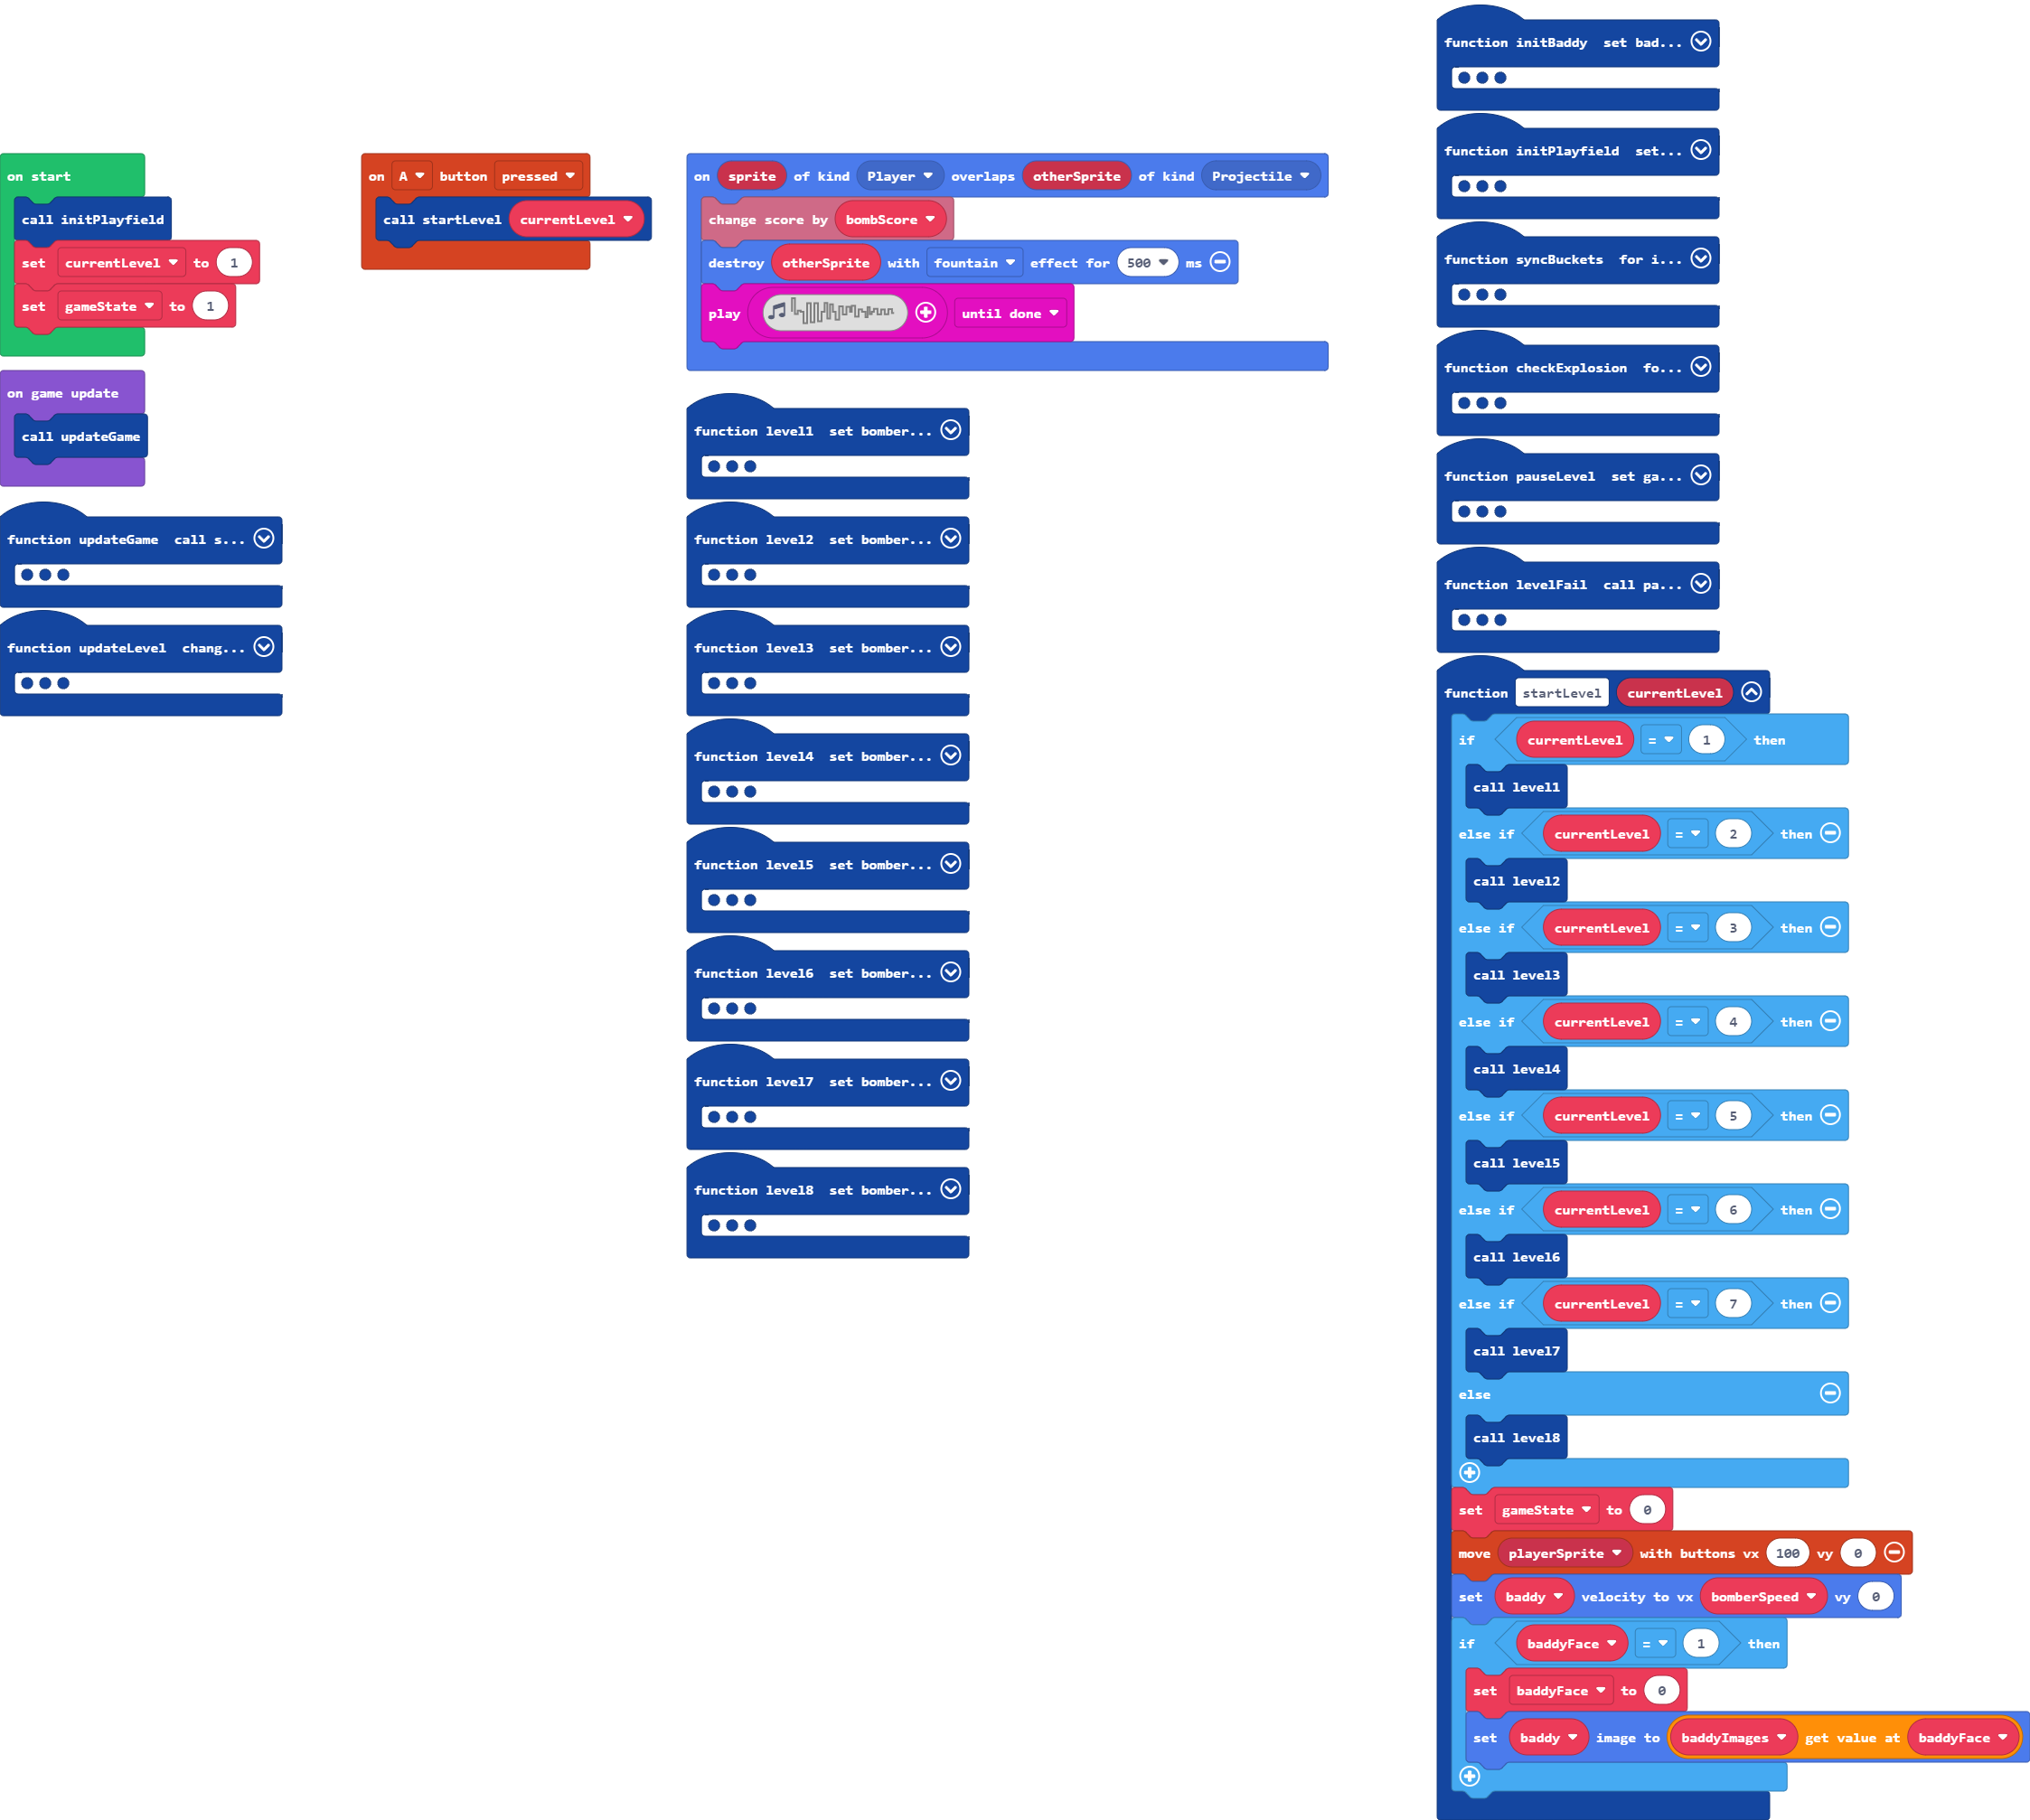 on start
call initPlayfield
set currentLevel to 1
set gameState to 1
on game update
call updateGame
function updateGame call s...
function updateLevel chang...
on A button pressed
call startLevel currentLevel
on sprite of kind Player overlaps otherSprite of kind Projectile
change score by bombScore
destroy otherSprite with fountain effect for 500 ms
play until done
function level1 set bomber...
function level2 set bomber...
function level3 set bomber...
function level4 set bomber...
function level5 set bomber...
function level6 set bomber...
function level7 set bomber...
function level8 set bomber...
function initBaddy set bad...
function initPlayfield set...
function syncBuckets for i...
function checkExplosion fo...
function pauseLevel set ga...
function levelFail call pa...
function startLevel currentLevel
if currentLevel = 1 then
call level1
else if currentLevel = 2 then
call level2
else if currentLevel = 3 then
call level3
else if currentLevel = 4 then
call level4
else if currentLevel = 5 then
call level5
else if currentLevel = 6 then
call level6
else if currentLevel = 7 then
call level7
else
call level8
set gameState to 0
move playerSprite with buttons vx 100 vy 0
set baddy velocity to vx bomberSpeed vy 0
if baddyFace = 1 then
set baddyFace to 0
set baddy image to baddyImages get value at baddyFace